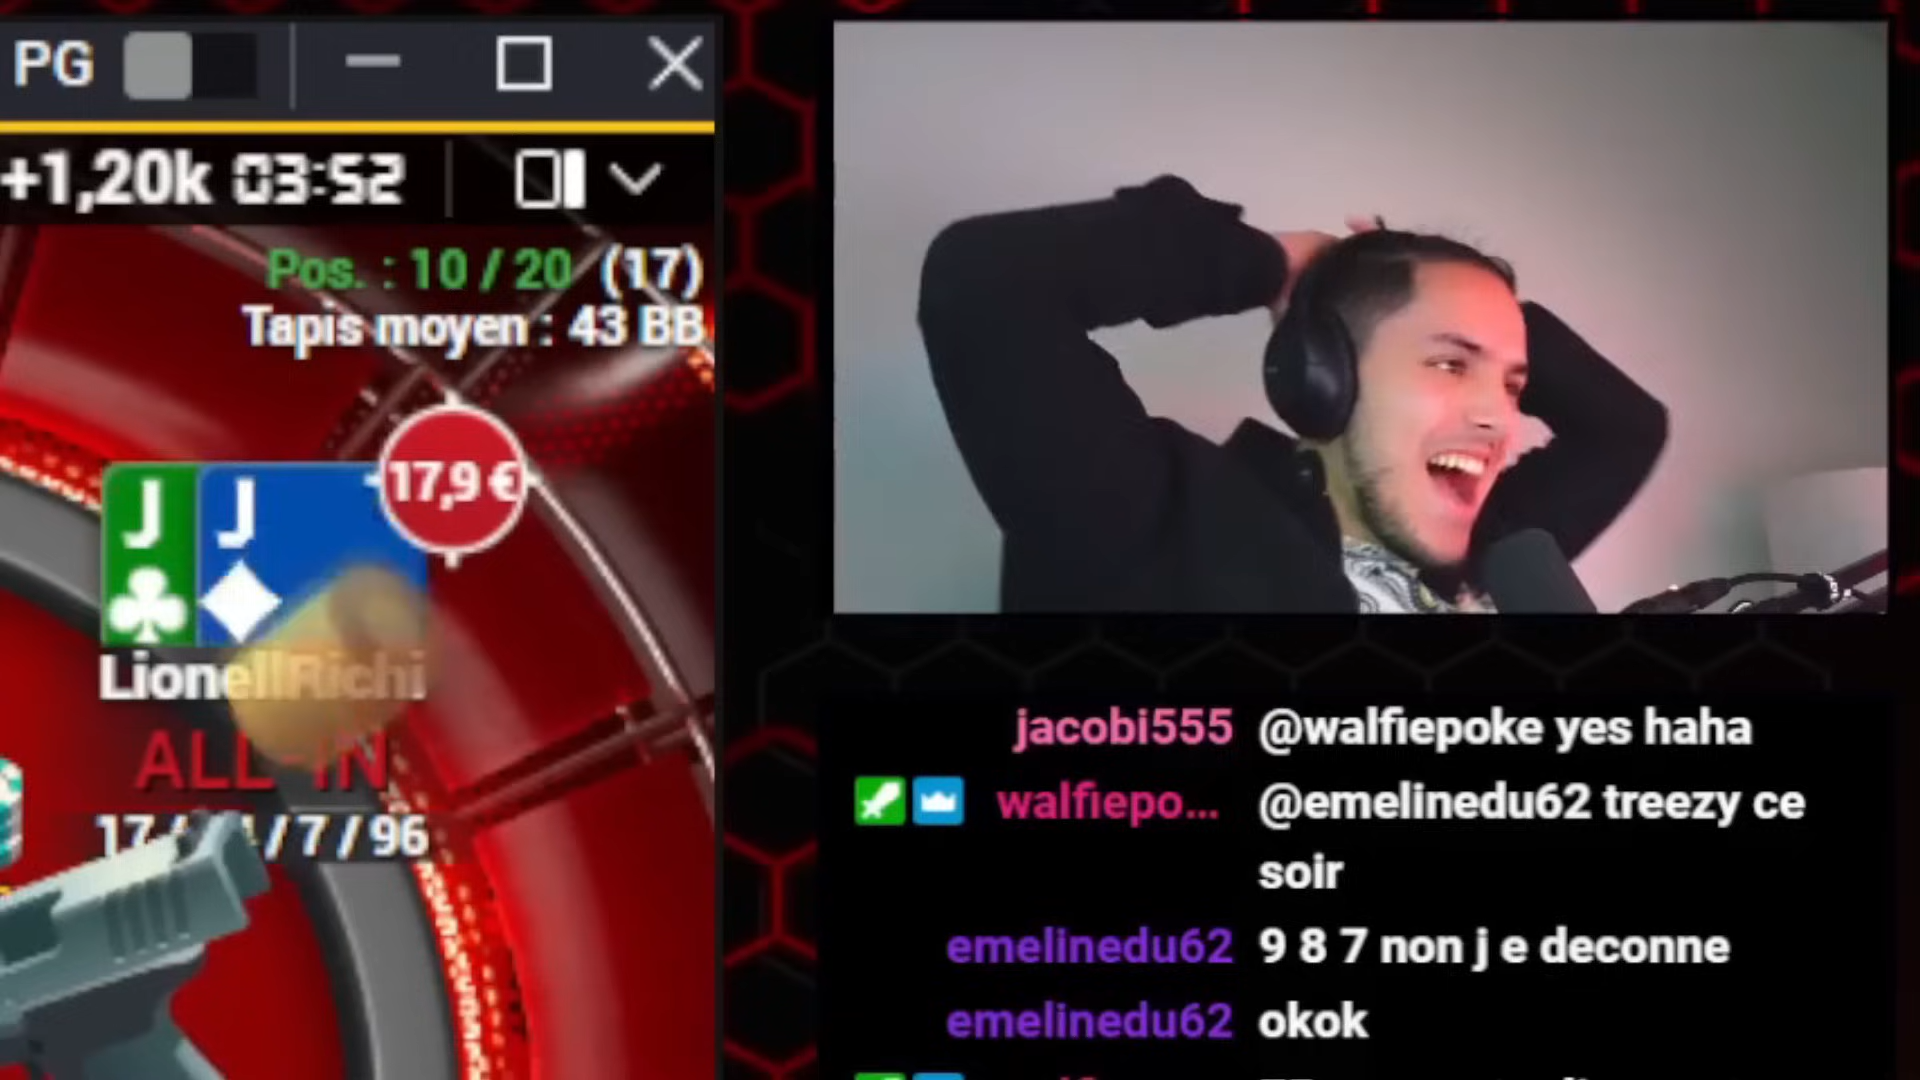 PG
+1,20k 03:52
Pos. : 10 / 20 (17)
Tapis moyen : 43 BB
17,9 €
J J
LionellRichi
ALL-IN
/ 7 / 96
jacobi555 @walfiepoke yes haha
walfiepo... @emelinedu62 treezy ce
soir
emelinedu62 9 8 7 non j e deconne
emelinedu62 okok